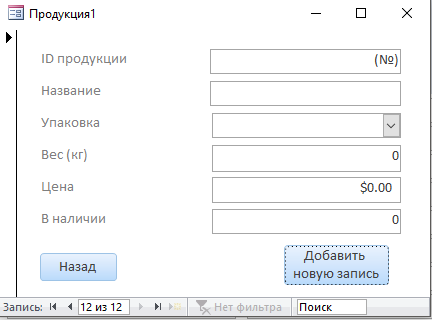 Продукция1
ID продукции (№)
Название
Упаковка
Вес (кг) 0
Цена $0.00
В наличии 0
Назад
Добавить
новую запись
Запись: 12 из 12 Нет фильтра Поиск